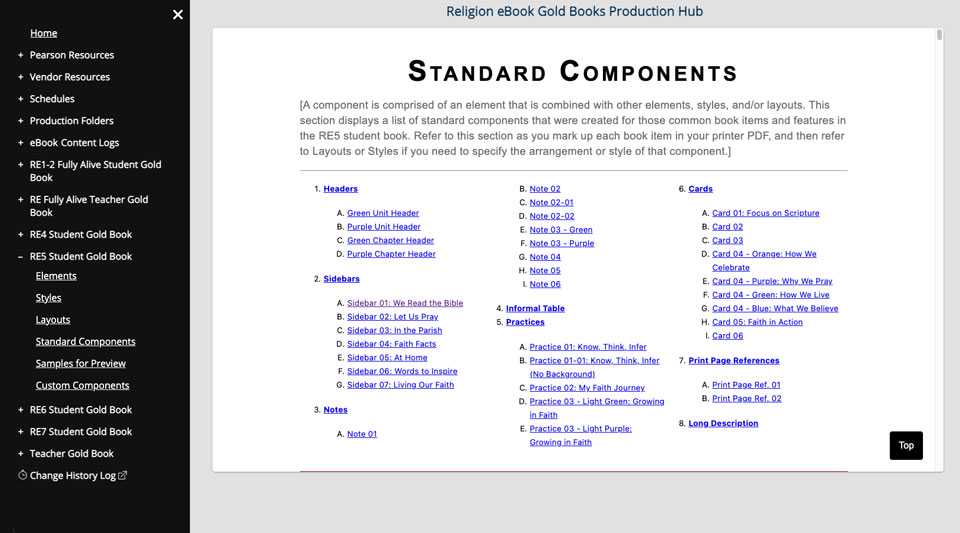 Home
+ Pearson Resources
+ Vendor Resources
+ Schedules
+ Production Folders
+ eBook Content Logs
+ RE1-2 Fully Alive Student Gold
Book
+ RE Fully Alive Teacher Gold
Book
+ RE4 Student Gold Book
– RE5 Student Gold Book
Elements
Styles
Layouts
Standard Components
Samples for Preview
Custom Components
+ RE6 Student Gold Book
+ RE7 Student Gold Book
+ Teacher Gold Book
Change History Log
Religion eBook Gold Books Production Hub
Standard Components
[A component is comprised of an element that is combined with other elements, styles, and/or layouts. This
section displays a list of standard components that were created for those common book items and features in
the RE5 student book. Refer to this section as you mark up each book item in your printer PDF, and then refer
to Layouts or Styles if you need to specify the arrangement or style of that component.]
1. Headers
A. Green Unit Header
B. Purple Unit Header
C. Green Chapter Header
D. Purple Chapter Header
2. Sidebars
A. Sidebar 01: We Read the Bible
B. Sidebar 02: Let Us Pray
C. Sidebar 03: In the Parish
D. Sidebar 04: Faith Facts
E. Sidebar 05: At Home
F. Sidebar 06: Words to Inspire
G. Sidebar 07: Living Our Faith
3. Notes
A. Note 01
B. Note 02
C. Note 02-01
D. Note 02-02
E. Note 03 - Green
F. Note 03 - Purple
G. Note 04
H. Note 05
I. Note 06
4. Informal Table
5. Practices
A. Practice 01: Know, Think, Infer
B. Practice 01-01: Know, Think, Infer
(No Background)
C. Practice 02: My Faith Journey
D. Practice 03 - Light Green: Growing
in Faith
E. Practice 03 - Light Purple:
Growing in Faith
6. Cards
A. Card 01: Focus on Scripture
B. Card 02
C. Card 03
D. Card 04 - Orange: How We
Celebrate
E. Card 04 - Purple: Why We Pray
F. Card 04 - Green: How We Live
G. Card 04 - Blue: What We Believe
H. Card 05: Faith in Action
I. Card 06
7. Print Page References
A. Print Page Ref. 01
B. Print Page Ref. 02
8. Long Description
Top